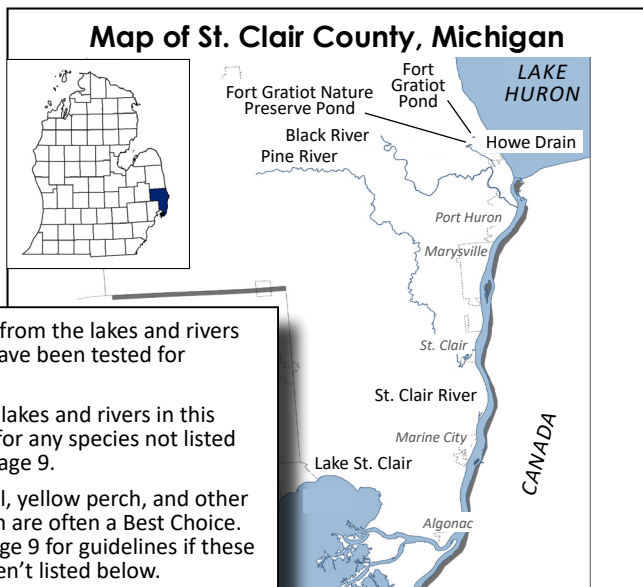 Map of St. Clair County, Michigan
LAKE
HURON
Fort
Gratiot
Pond
Fort Gratiot Nature
Preserve Pond
Black River
Pine River
Howe Drain
Port Huron
Marysville
St. Clair
St. Clair River
Marine City
CANADA
Lake St. Clair
Algonac
from the lakes and rivers
ave been tested for
lakes and rivers in this
for any species not listed
age 9.
l, yellow perch, and other
n are often a Best Choice.
ge 9 for guidelines if these
en’t listed below.